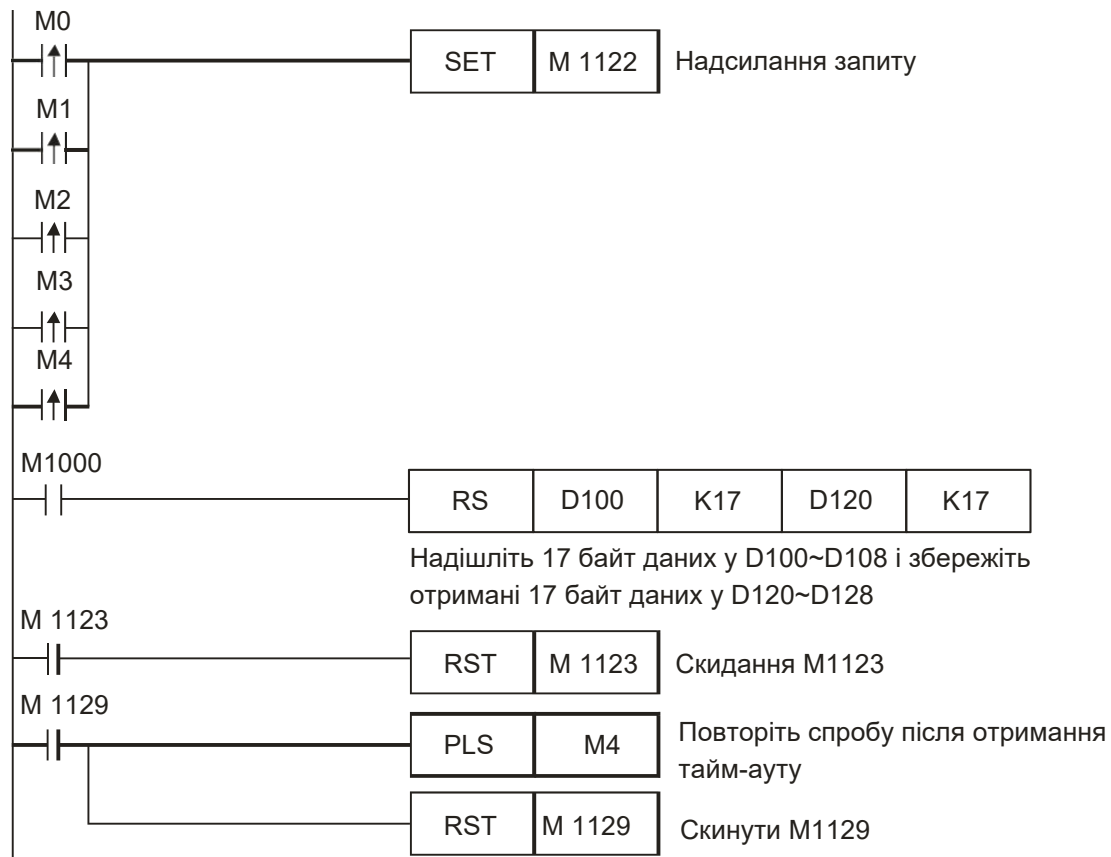 M0
SET M 1122 Надсилання запиту
M1
M2
M3
M4
M1000
RS D100 K17 D120 K17
Надішліть 17 байт даних у D100~D108 і збережіть
отримані 17 байт даних у D120~D128
M 1123
RST M 1123 Скидання M1123
M 1129
PLS M4 Повторіть спробу після отримання
тайм-ауту
RST M 1129 Скинути M1129